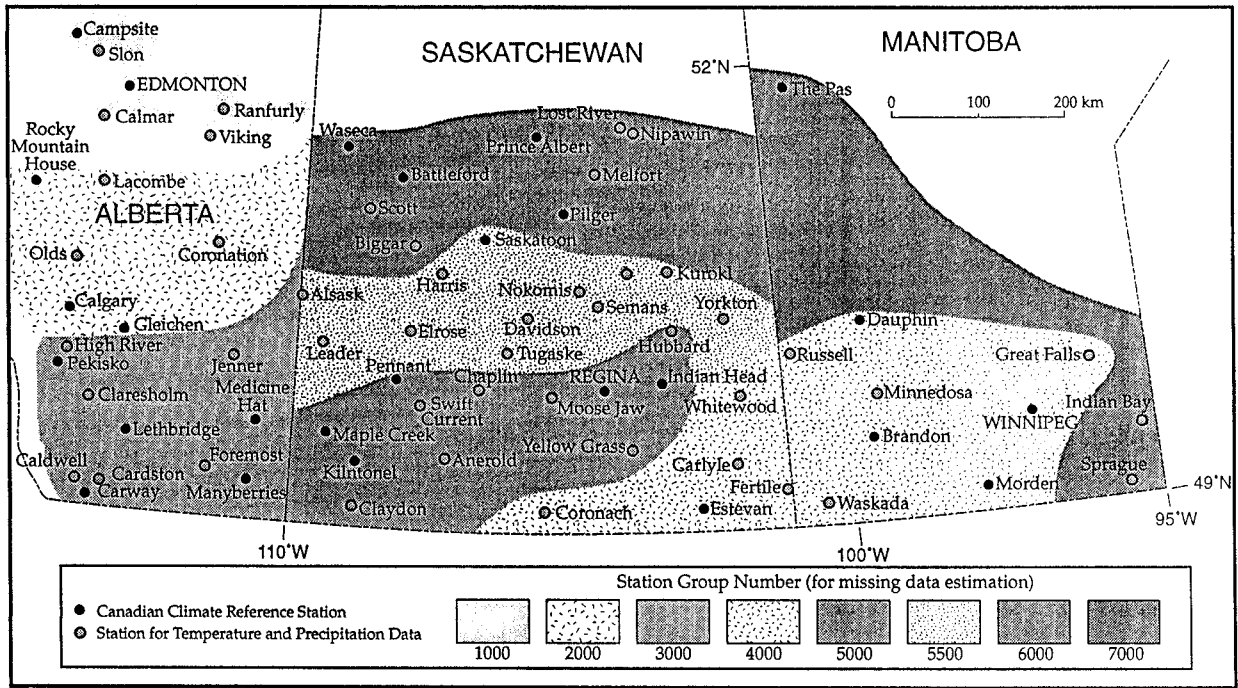 SASKATCHEWAN
MANITOBA
52°N
0 100 200 km
Campsite
Slon
EDMONTON
Calmar
Ranfurly
Viking
Rocky
Mountain
House
Lacombe
ALBERTA
Olds
Coronation
Calgary
Gleichen
High River
Pekisko
Jenner
Claresholm
Medicine
Hat
Lethbridge
Caldwell
Cardston
Carway
Foremost
Manyberries
Waseca
Lost River
Nipawin
Prince Albert
Battleford
Melfort
Scott
Pilger
Biggar
Saskatoon
Alsask
Harris
Kuroki
Nokomis
Semans
Yorkton
Elrose
Davidson
Hubbard
Leader
Tugaske
Pennant
Chaplin
REGINA
Indian Head
Swift
Current
Moose Jaw
Whitewood
Maple Creek
Yellow Grass
Klintonel
Anerold
Carlyle
Claydon
Fertile
Coronach
Estevan
The Pas
Dauphin
Russell
Great Falls
Minnedosa
Indian Bay
WINNIPEG
Brandon
Sprague
Morden
Waskada
49°N
95°W
110°W
100°W
Station Group Number (for missing data estimation)
Canadian Climate Reference Station
Station for Temperature and Precipitation Data
1000 2000 3000 4000 5000 5500 6000 7000